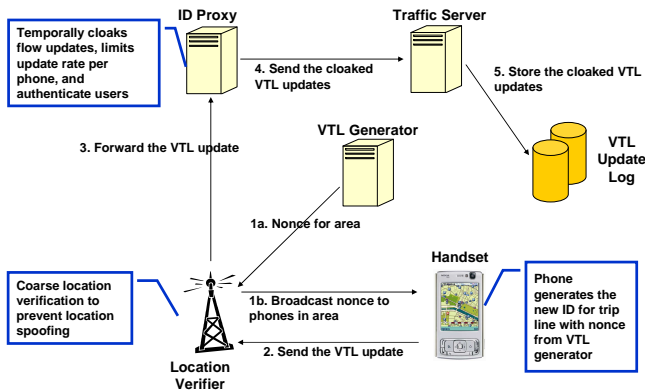 ID Proxy
Traffic Server
Temporally cloaks
flow updates, limits
update rate per
phone, and
authenticate users
4. Send the cloaked
VTL updates
5. Store the cloaked VTL
updates
3. Forward the VTL update
VTL Generator
VTL
Update
Log
1a. Nonce for area
Handset
Coarse location
verification to
prevent location
spoofing
1b. Broadcast nonce to
phones in area
Phone
generates the
new ID for trip
line with nonce
from VTL
generator
2. Send the VTL update
Location
Verifier